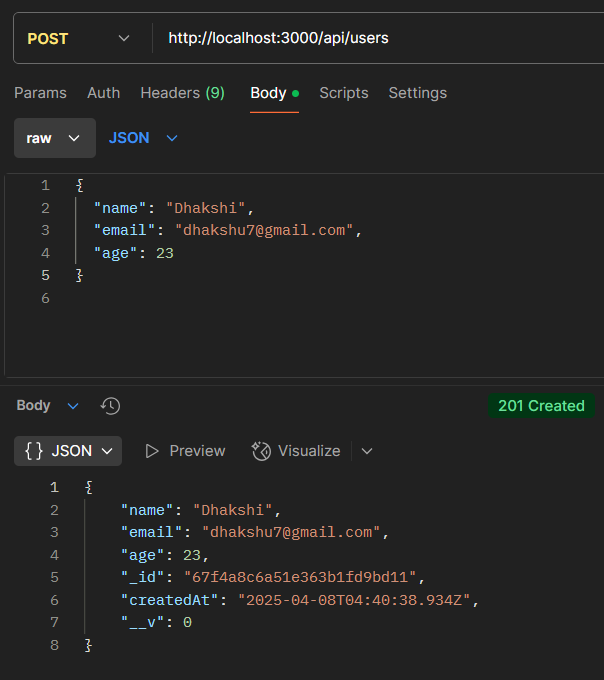 POST http://localhost:3000/api/users
Params Auth Headers (9) Body Scripts Settings
raw JSON
1 {
2 "name": "Dhakshi",
3 "email": "dhakshu7@gmail.com",
4 "age": 23
5 }
6
Body 201 Created
{} JSON Preview Visualize
1 {
2 "name": "Dhakshi",
3 "email": "dhakshu7@gmail.com",
4 "age": 23,
5 "_id": "67f4a8c6a51e363b1fd9bd11",
6 "createdAt": "2025-04-08T04:40:38.934Z",
7 "__v": 0
8 }